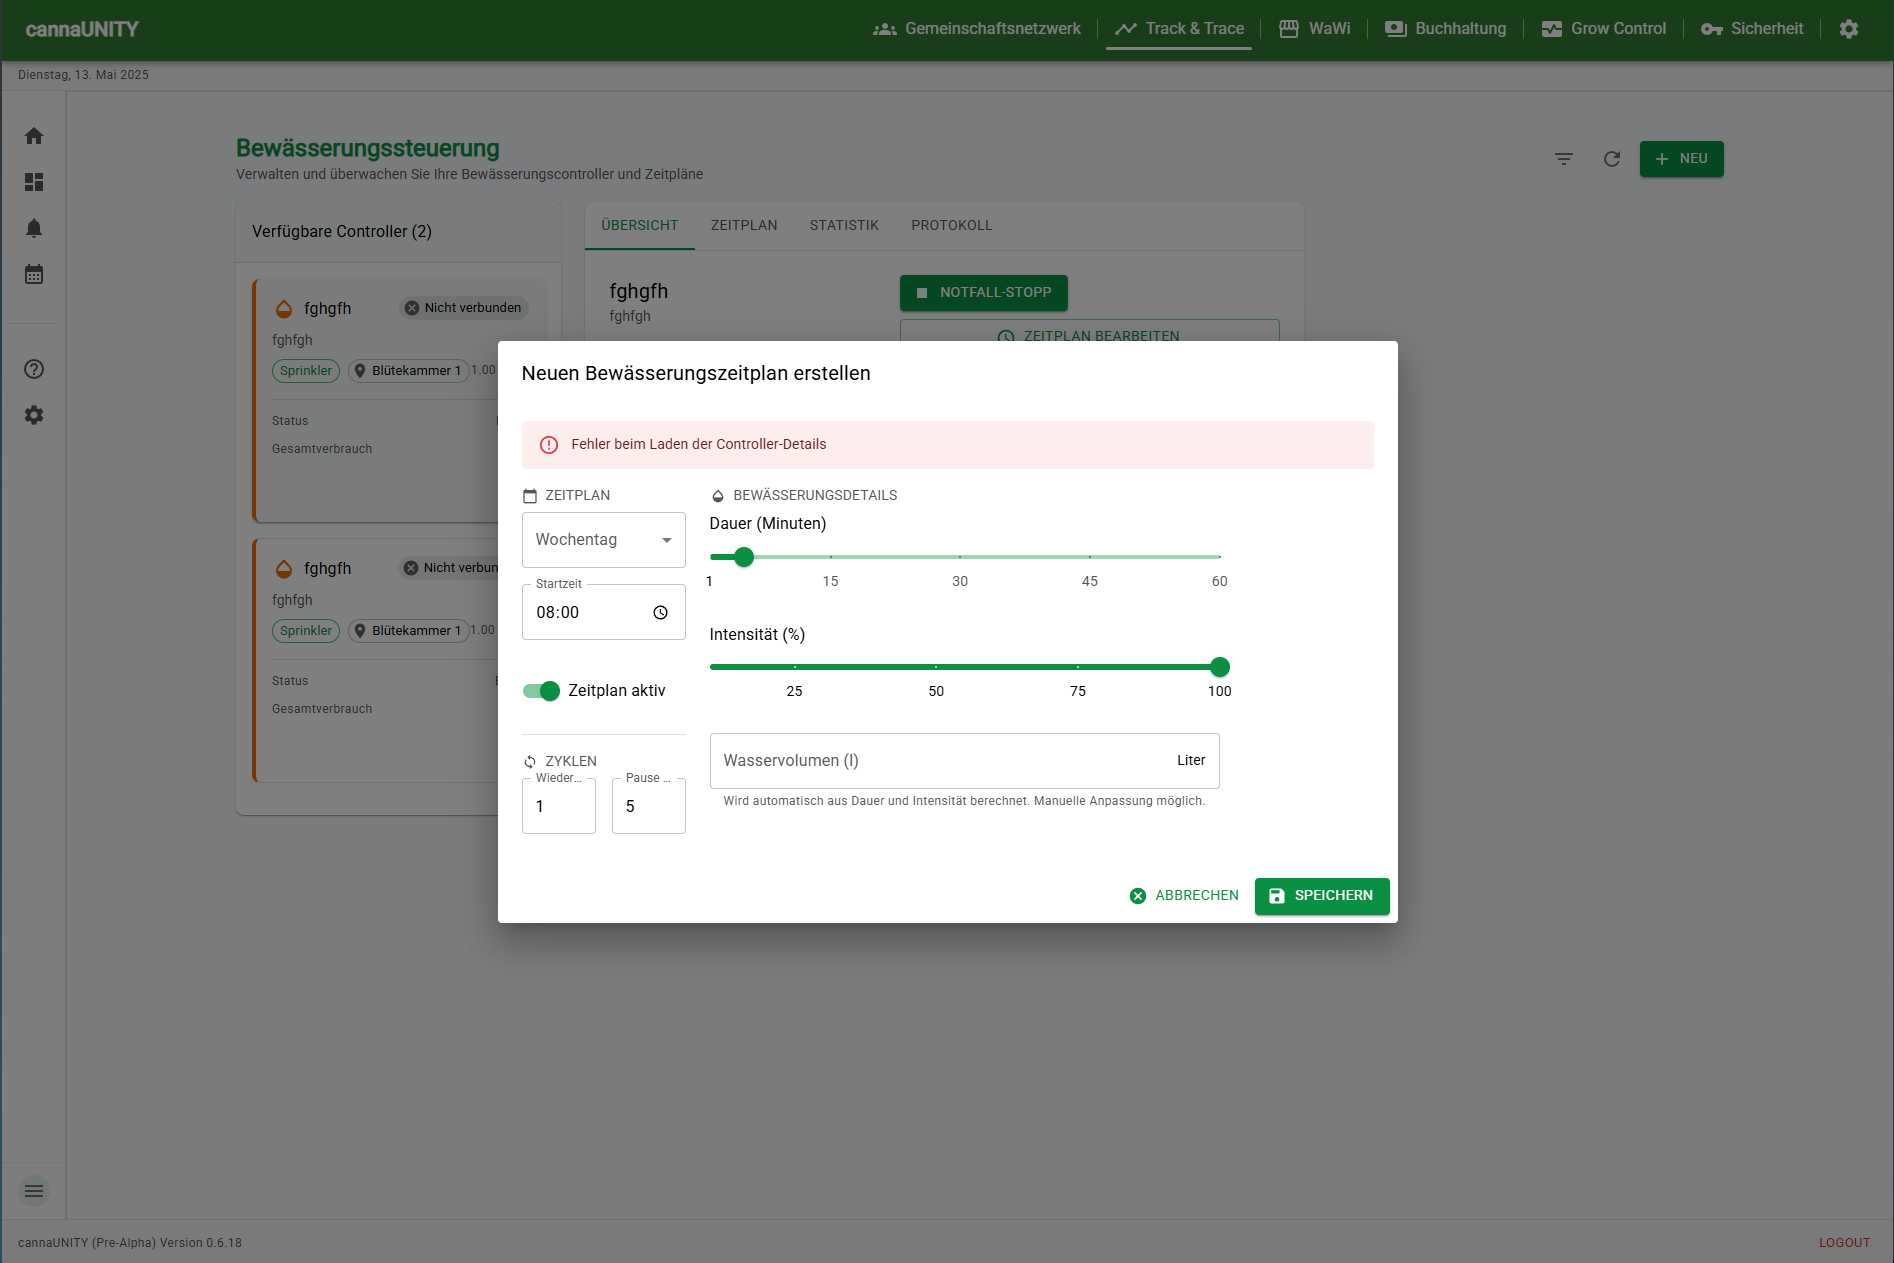 cannaUNITY
Gemeinschaftsnetzwerk
Track & Trace
WaWi
Buchhaltung
Grow Control
Sicherheit
Dienstag, 13. Mai 2025
Bewässerungssteuerung
Verwalten und überwachen Sie Ihre Bewässerungscontroller und Zeitpläne
NEU
Verfügbare Controller (2)
fghgfh
Nicht verbunden
fghfgh
Sprinkler
Blütekammer 1
1.00
Status
Gesamtverbrauch
fghgfh
Nicht verbun
fghfgh
Sprinkler
Blütekammer 1
1.00
Status
Gesamtverbrauch
ÜBERSICHT
ZEITPLAN
STATISTIK
PROTOKOLL
fghgfh
fghfgh
NOTFALL-STOPP
ZEITPLAN BEARBEITEN
Neuen Bewässerungszeitplan erstellen
Fehler beim Laden der Controller-Details
ZEITPLAN
Wochentag
Startzeit
08:00
Zeitplan aktiv
ZYKLEN
Wieder...
1
Pause ...
5
BEWÄSSERUNGSDETAILS
Dauer (Minuten)
1 15 30 45 60
Intensität (%)
25 50 75 100
Wasservolumen (l)
Liter
Wird automatisch aus Dauer und Intensität berechnet. Manuelle Anpassung möglich.
ABBRECHEN
SPEICHERN
cannaUNITY (Pre-Alpha) Version 0.6.18
LOGOUT